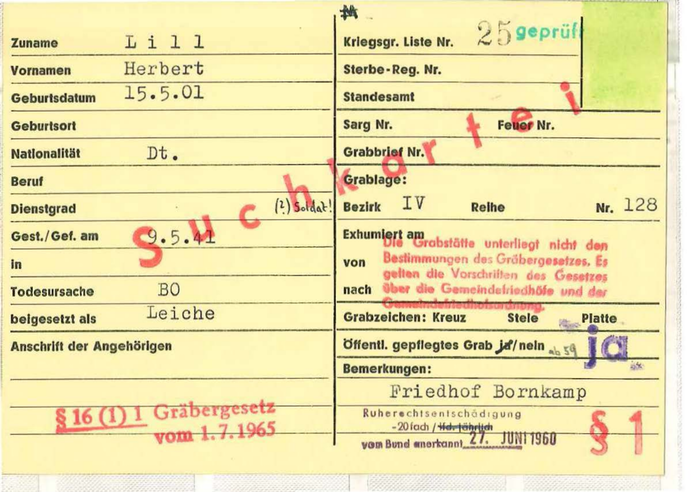 Zuname Lill
Vornamen Herbert
Geburtsdatum 15.5.01
Geburtsort
Nationalität Dt.
Beruf
Dienstgrad (?) Soldat!
Gest./Gef. am 9.5.41
in
Todesursache BO
beigesetzt als Leiche
Anschrift der Angehörigen
§ 16 (1) 1 Gräbergesetz
vom 1.7.1965
Suchkartei
Kriegsgr. Liste Nr. 25 geprüft
Sterbe-Reg. Nr.
Standesamt
Sarg Nr. Feuer Nr.
Grabbrief Nr.
Grablage:
Bezirk IV Reihe Nr. 128
Exhumiert am
von
nach
Die Grabstätte unterliegt nicht den
Bestimmungen des Gräbergesetzes. Es
gelten die Vorschriften des Gesetzes
über die Gemeindefriedhöfe und der
Gemeindefriedhofsordnung.
Grabzeichen: Kreuz Stele Platte
Öffentl. gepflegtes Grab ja/nein ab 59 ja
Bemerkungen:
Friedhof Bornkamp
Ruherechtsentschädigung
-20fach / lfd. jährlich
vom Bund anerkannt 27. JUNI 1960
§ 1